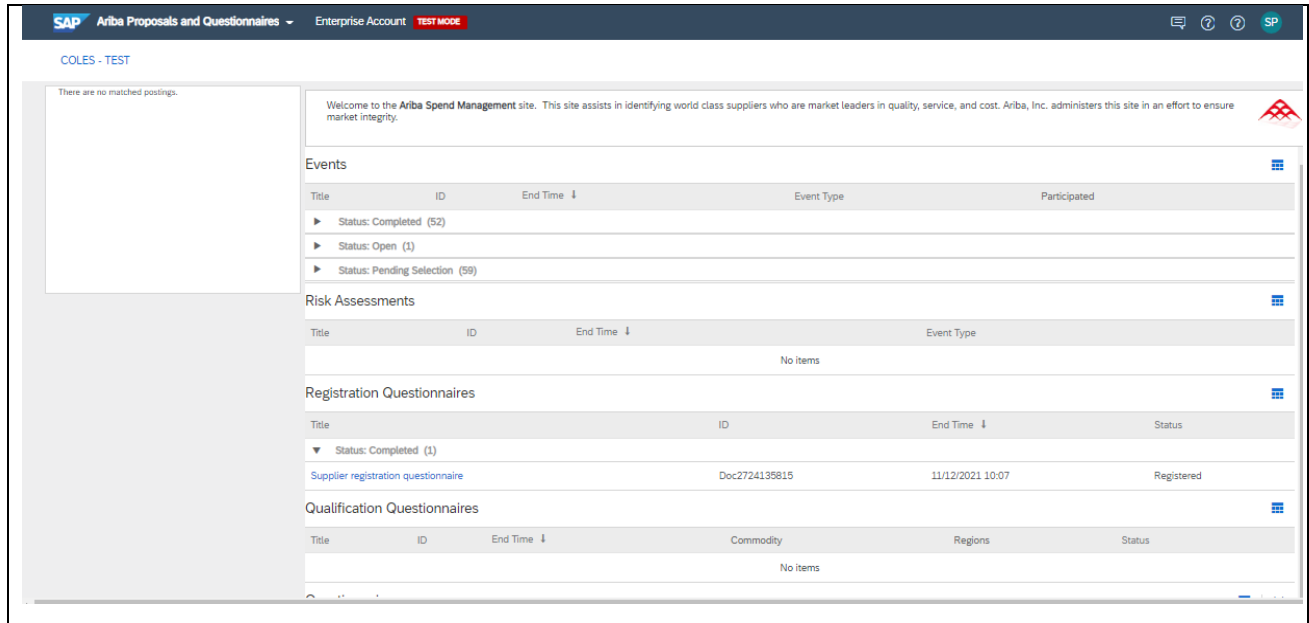 SAP Ariba Proposals and Questionnaires Enterprise Account TEST MODE SP
COLES - TEST
There are no matched postings.
Welcome to the Ariba Spend Management site. This site assists in identifying world class suppliers who are market leaders in quality, service, and cost. Ariba, Inc. administers this site in an effort to ensure
market integrity.
Events
Title ID End Time ↓ Event Type Participated
Status: Completed (52)
Status: Open (1)
Status: Pending Selection (59)
Risk Assessments
Title ID End Time ↓ Event Type
No items
Registration Questionnaires
Title ID End Time ↓ Status
Status: Completed (1)
Supplier registration questionnaire Doc2724135815 11/12/2021 10:07 Registered
Qualification Questionnaires
Title ID End Time ↓ Commodity Regions Status
No items